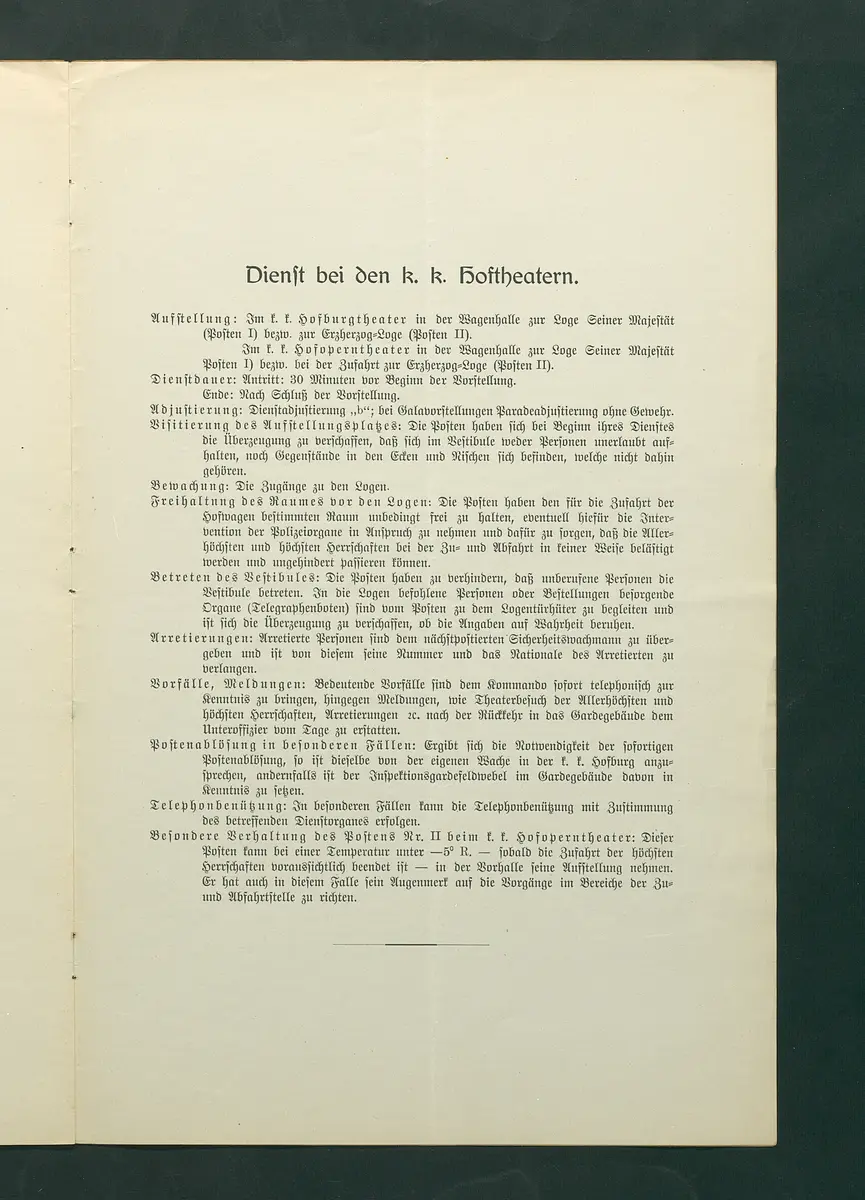 Dienst bei den k. k. Hoftheatern.
Aufstellung: Im k. k. Hofburgtheater in der Wagenhalle zur Loge Seiner Majestät
(Posten I) bezw. zur Erzherzog=Loge (Posten II).
Im k. k. Hofoperntheater in der Wagenhalle zur Loge Seiner Majestät
Posten I) bezw. bei der Zufahrt zur Erzherzog=Loge (Posten II).
Dienstdauer: Antritt: 30 Minuten vor Beginn der Vorstellung.
Ende: Nach Schluß der Vorstellung.
Adjustierung: Dienstadjustierung „b“; bei Galavorstellungen Paradeadjustierung ohne Gewehr.
Visitierung des Aufstellungsplatzes: Die Posten haben sich bei Beginn ihres Dienstes
die Überzeugung zu verschaffen, daß sich im Vestibule weder Personen unerlaubt auf=
halten, noch Gegenstände in den Ecken und Nischen sich befinden, welche nicht dahin
gehören.
Bewachung: Die Zugänge zu den Logen.
Freihaltung des Raumes vor den Logen: Die Posten haben den für die Zufahrt der
Hofwagen bestimmten Raum unbedingt frei zu halten, eventuell hiefür die Inter=
vention der Polizeiorgane in Anspruch zu nehmen und dafür zu sorgen, daß die Aller=
höchsten und höchsten Herrschaften bei der Zu= und Abfahrt in keiner Weise belästigt
werden und ungehindert passieren können.
Betreten des Vestibules: Die Posten haben zu verhindern, daß unberufene Personen die
Vestibule betreten. In die Logen befohlene Personen oder Bestellungen besorgende
Organe (Telegraphenboten) sind vom Posten zu dem Logentürhüter zu begleiten und
ist sich die Überzeugung zu verschaffen, ob die Angaben auf Wahrheit beruhen.
Arretierungen: Arretierte Personen sind dem nächstpostierten Sicherheitswachmann zu über=
geben und ist von diesem seine Nummer und das Nationale des Arretierten zu
verlangen.
Vorfälle, Meldungen: Bedeutende Vorfälle sind dem Kommando sofort telephonisch zur
Kenntnis zu bringen, hingegen Meldungen, wie Theaterbesuch der Allerhöchsten und
höchsten Herrschaften, Arretierungen ꝛc. nach der Rückkehr in das Gardegebäude dem
Unteroffizier vom Tage zu erstatten.
Postenablösung in besonderen Fällen: Ergibt sich die Notwendigkeit der sofortigen
Postenablösung, so ist dieselbe von der eigenen Wache in der k. k. Hofburg anzu=
sprechen, andernfalls ist der Inspektionsgardefeldwebel im Gardegebäude davon in
Kenntnis zu setzen.
Telephonbenützung: In besonderen Fällen kann die Telephonbenützung mit Zustimmung
des betreffenden Dienstorganes erfolgen.
Besondere Verhaltung des Postens Nr. II beim k. k. Hofoperntheater: Dieser
Posten kann bei einer Temperatur unter —5° R. — sobald die Zufahrt der höchsten
Herrschaften voraussichtlich beendet ist — in der Vorhalle seine Aufstellung nehmen.
Er hat auch in diesem Falle sein Augenmerk auf die Vorgänge im Bereiche der Zu=
und Abfahrtstelle zu richten.